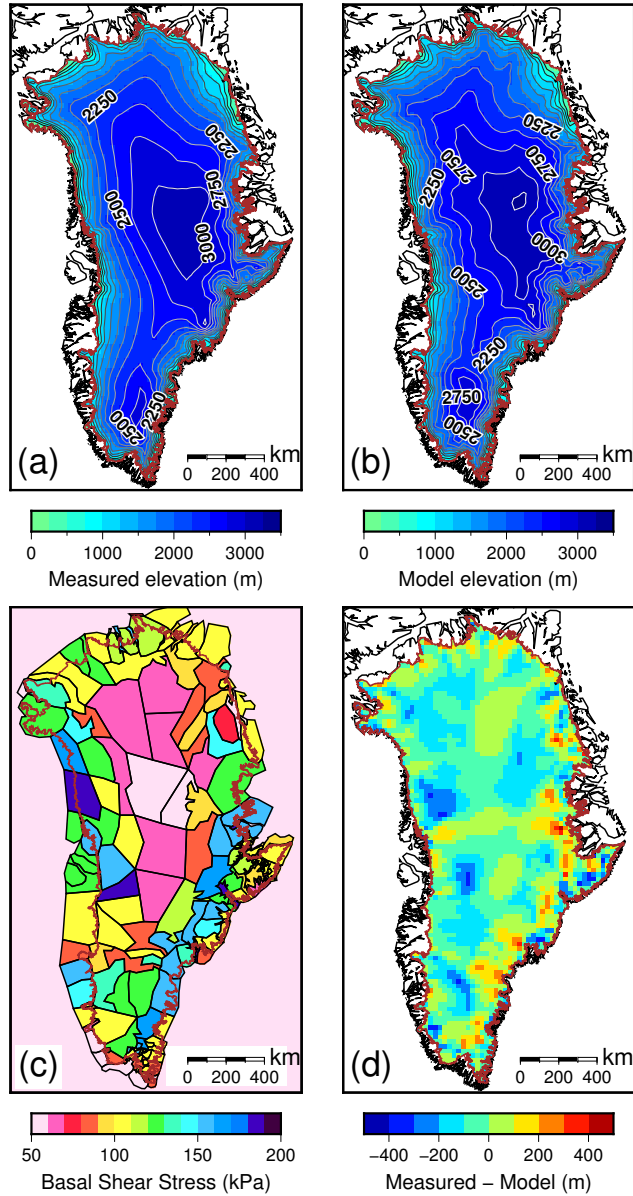 2250
2250
2750
2500
3000
2250
2500
(a)
km
0 200 400
0 1000 2000 3000
Measured elevation (m)
2250
2750
2750
2250
3000
2500
2250
2750
2500
(b)
km
0 200 400
0 1000 2000 3000
Model elevation (m)
(c)
km
0 200 400
50 100 150 200
Basal Shear Stress (kPa)
(d)
km
0 200 400
−400 −200 0 200 400
Measured − Model (m)